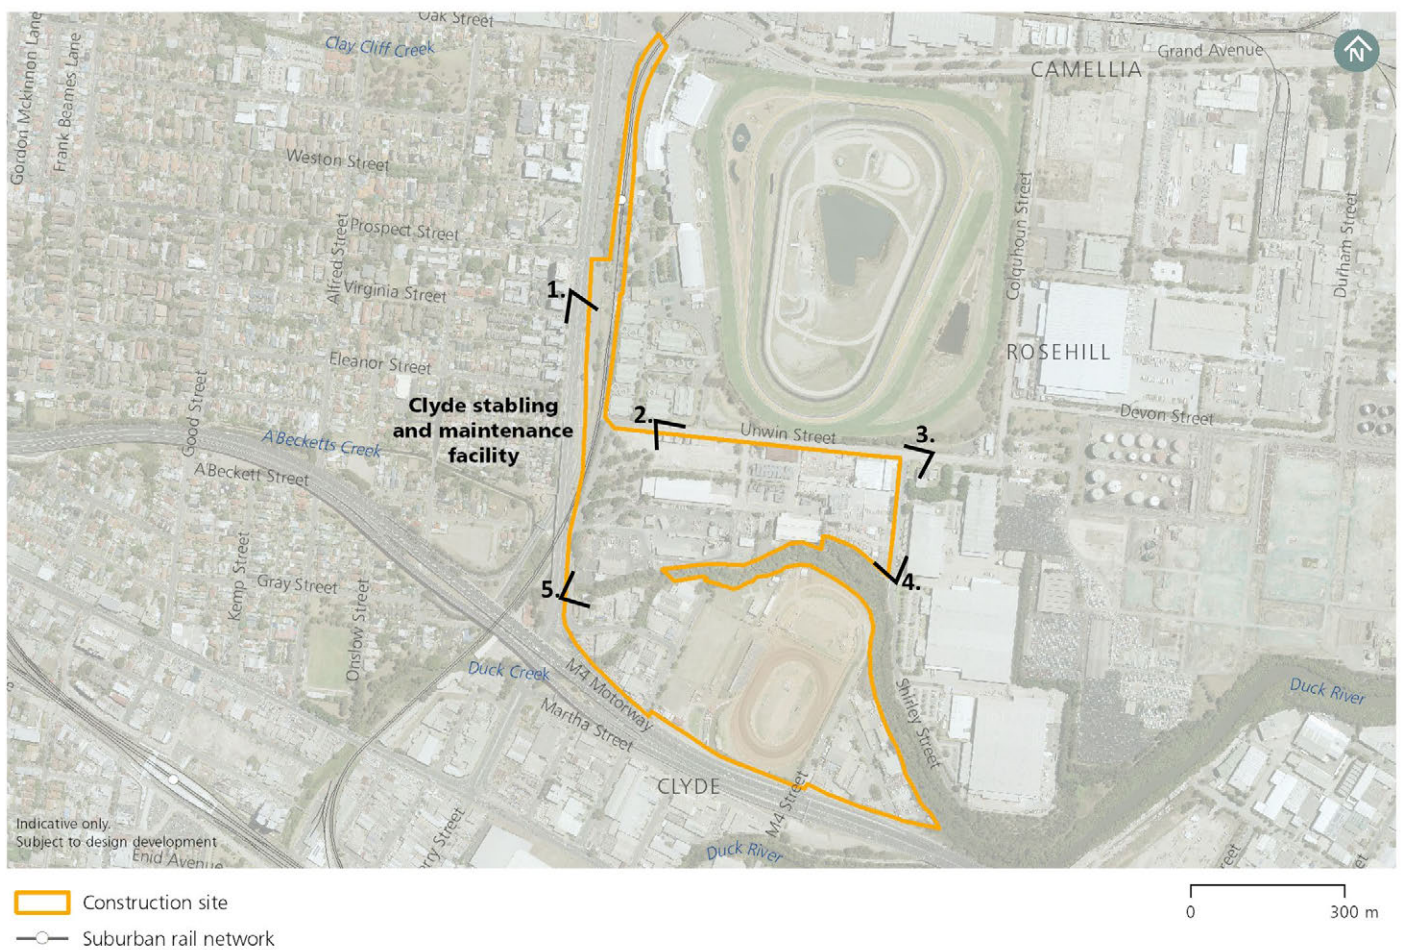 Oak Street
Clay Cliff Creek
Gordon Mckinnon Lane
Frank Beames Lane
Grand Avenue
N
CAMELLIA
Weston Street
Prospect Street
Alfred Street
Virginia Street
Colquhoun Street
Durham Street
1.
ROSEHILL
Eleanor Street
Good Street
Clyde stabling
and maintenance
facility
2.
Unwin Street
3.
Devon Street
A'Becketts Creek
A'Beckett Street
Kemp Street
Gray Street
Onslow Street
5.
4.
Duck Creek
M4 Motorway
Martha Street
Shirley Street
Duck River
CLYDE
M4 Street
Duck River
Indicative only.
Subject to design development
Enid Avenue
Construction site
Suburban rail network
0 300 m